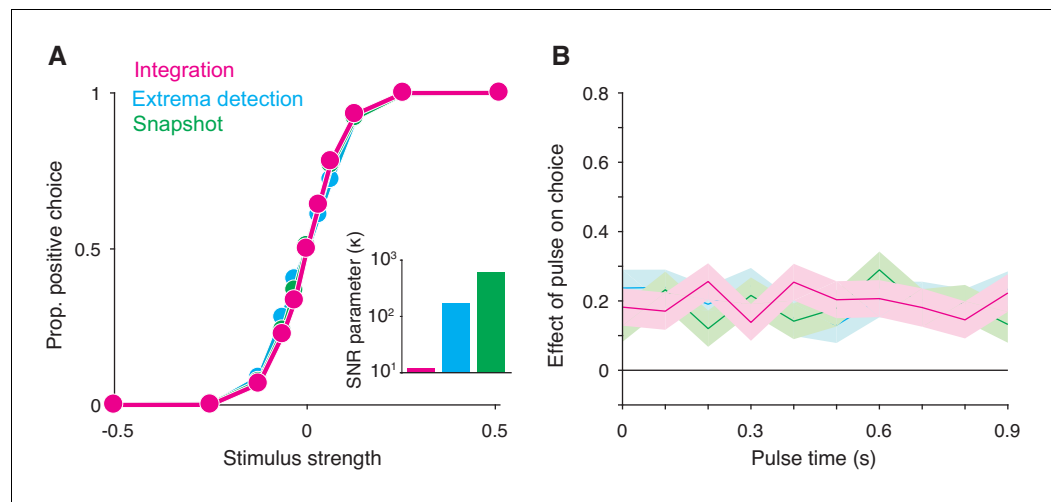 A
Integration
Extrema detection
Snapshot
1
0.5
0
Prop. positive choice
-0.5
0
0.5
Stimulus strength
SNR parameter (κ)
10³
10²
10¹
B
0.8
0.6
0.4
0.2
0
Effect of pulse on choice
0
0.3
0.6
0.9
Pulse time (s)